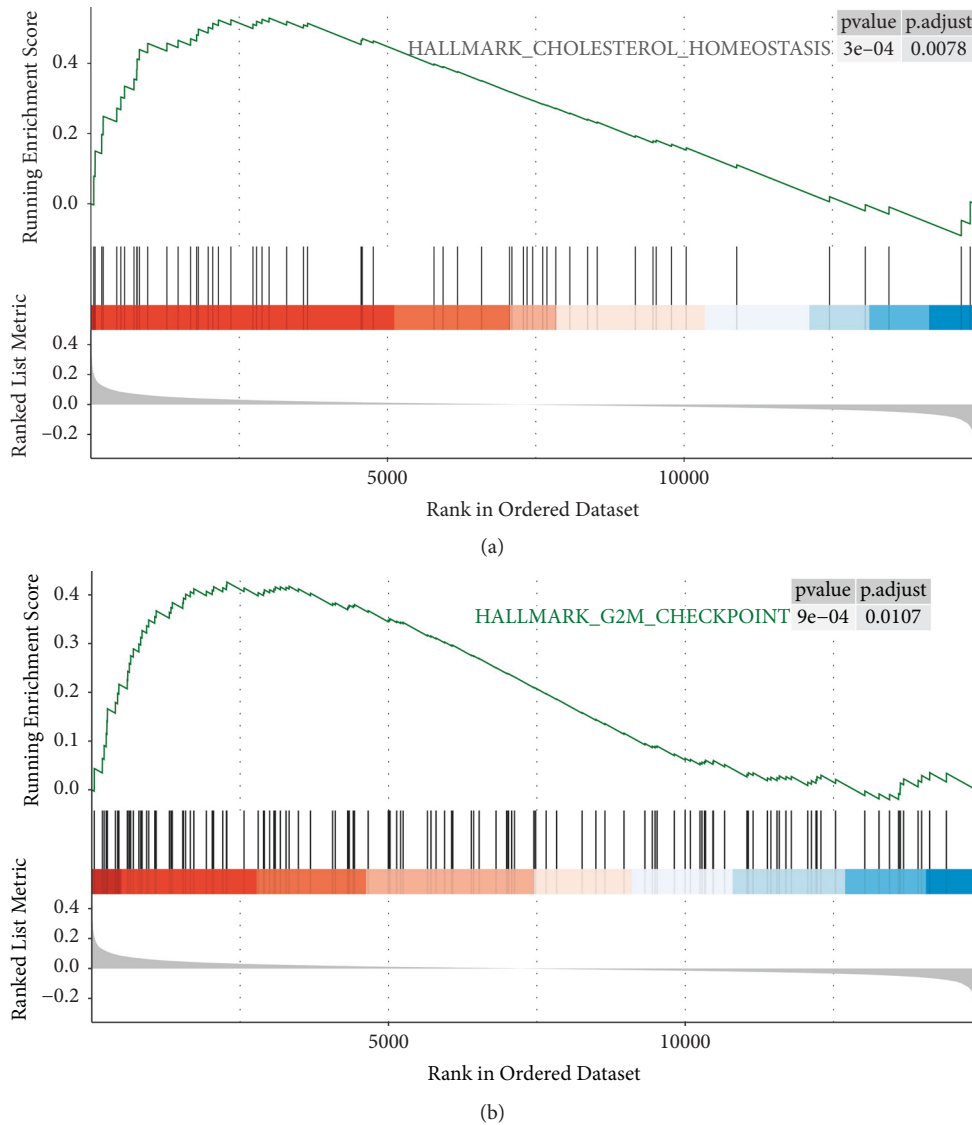 Running Enrichment Score
0.4
0.2
0.0
HALLMARK_CHOLESTEROL_HOMEOSTASIS
pvalue p.adjust
3e−04 0.0078
Ranked List Metric
0.4
0.2
0.0
−0.2
5000 10000
Rank in Ordered Dataset
(a)
Running Enrichment Score
0.4
0.3
0.2
0.1
0.0
HALLMARK_G2M_CHECKPOINT
pvalue p.adjust
9e−04 0.0107
Ranked List Metric
0.4
0.2
0.0
−0.2
5000 10000
Rank in Ordered Dataset
(b)